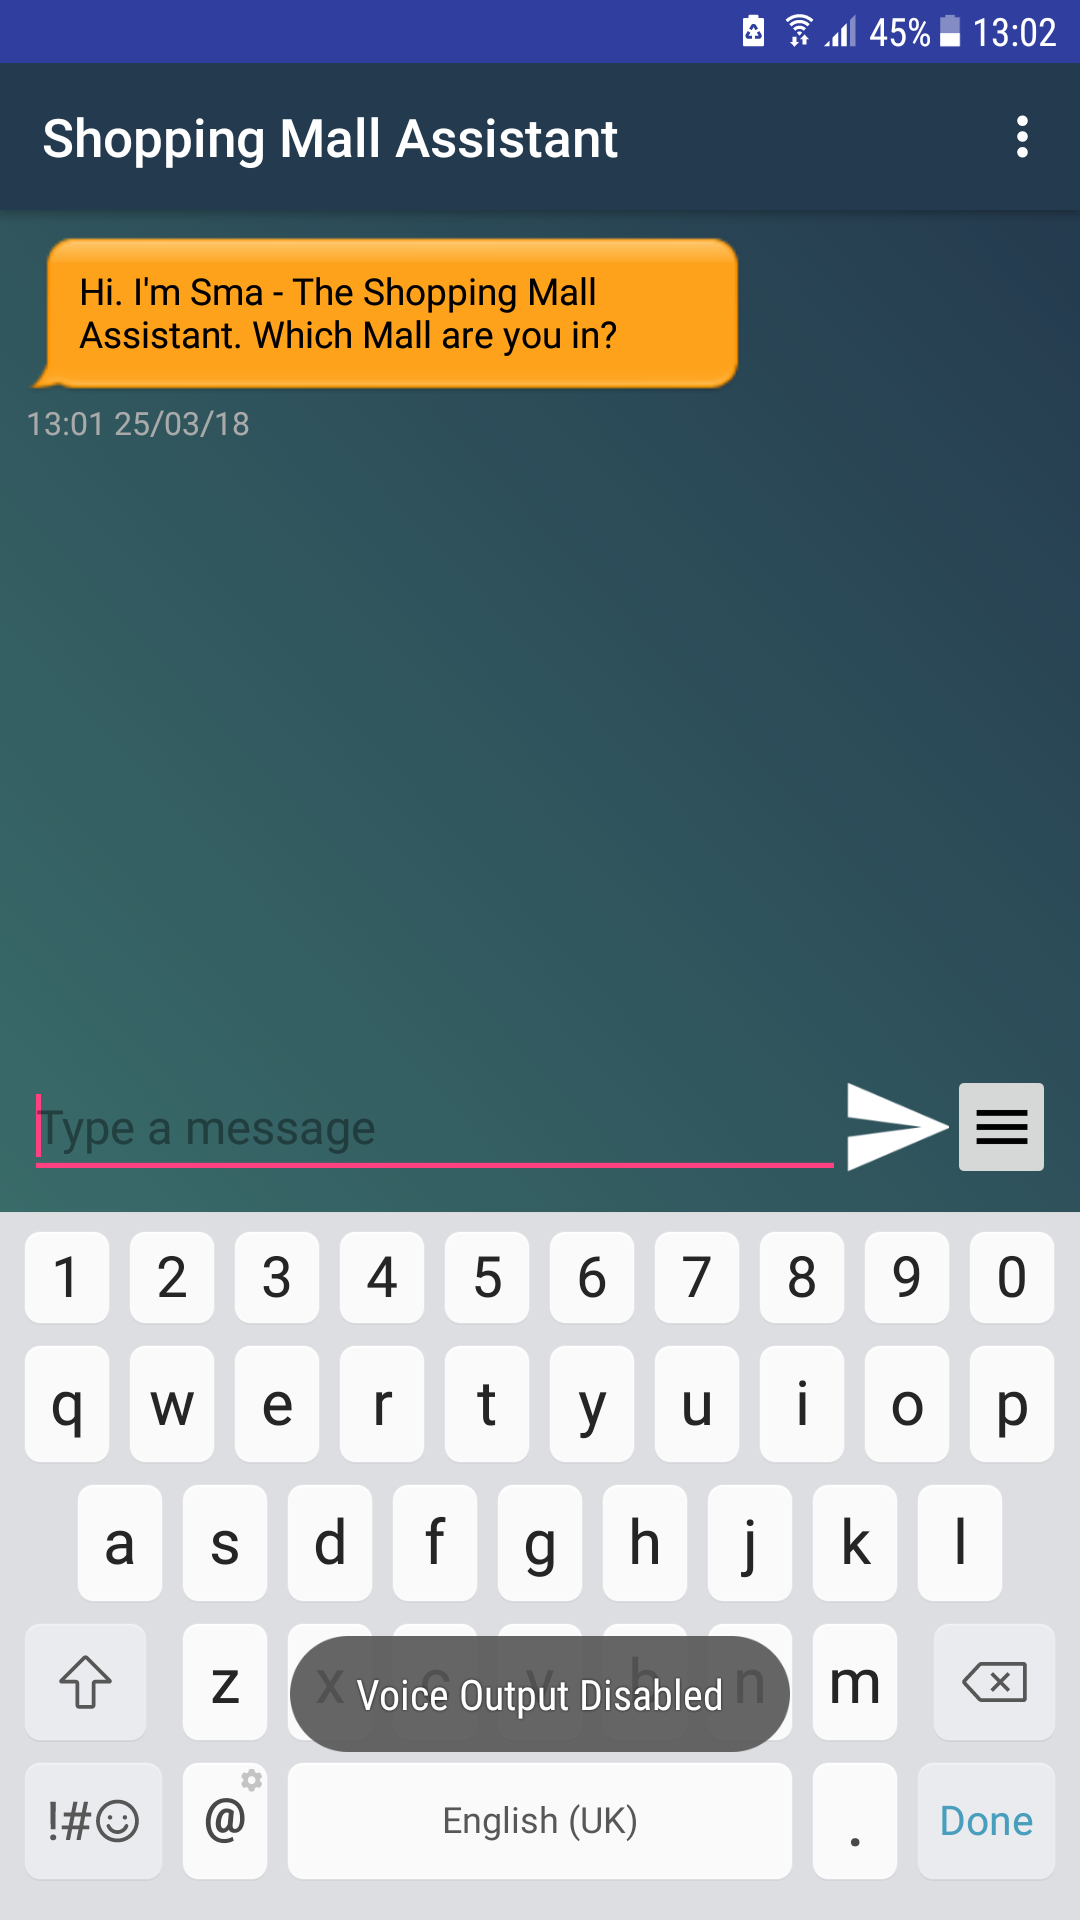 45% 13:02
Shopping Mall Assistant
Hi. I'm Sma - The Shopping Mall
Assistant. Which Mall are you in?
13:01 25/03/18
Type a message
1 2 3 4 5 6 7 8 9 0
q w e r t y u i o p
a s d f g h j k l
z x c v b n m
Voice Output Disabled
!#☺ @ English (UK) . Done